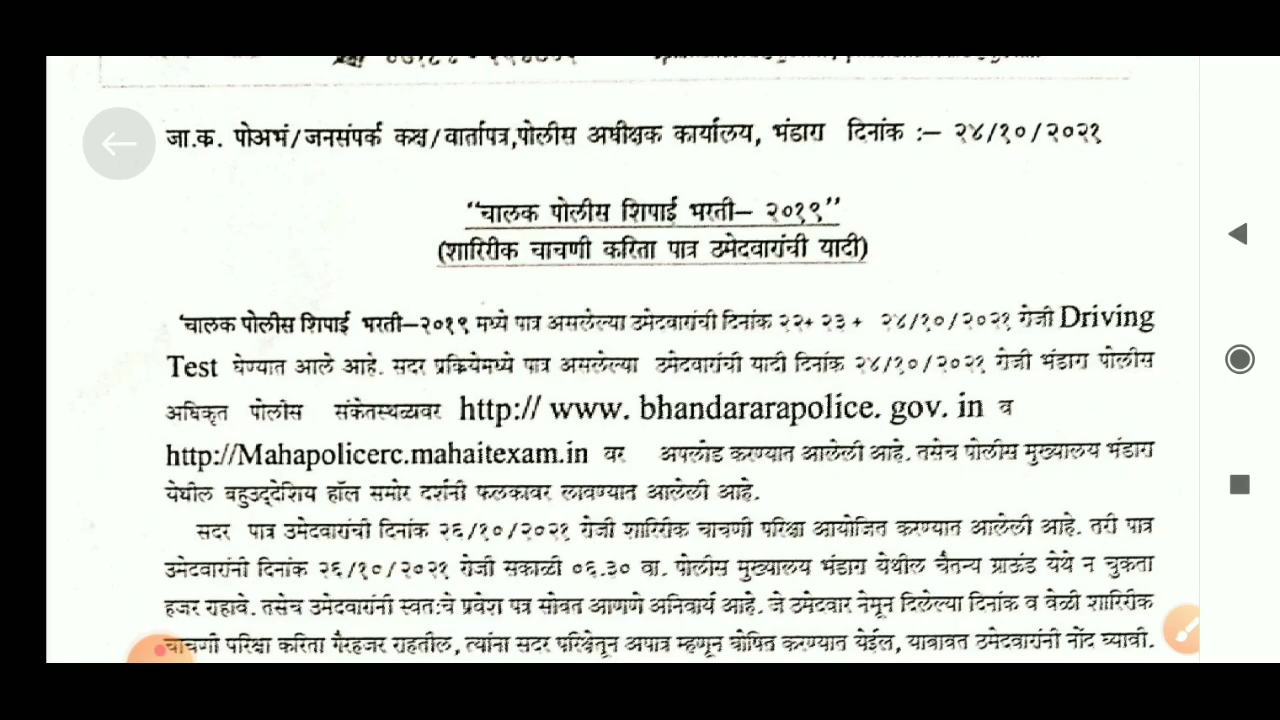 जा.क. पोअभं/जनसंपर्क कक्ष/वार्तापत्र,पोलीस अधीक्षक कार्यालय, भंडारा दिनांक :– २४/१०/२०२१
“चालक पोलीस शिपाई भरती– २०१९”
(शारिरीक चाचणी करिता पात्र उमेदवारांची यादी)
'चालक पोलीस शिपाई भरती–२०१९ मध्ये पात्र असलेल्या उमेदवारांची दिनांक २२+ २३ + २४/१०/२०२१ रोजी Driving
Test घेण्यात आले आहे. सदर प्रक्रियेमध्ये पात्र असलेल्या उमेदवारांची यादी दिनांक २४/१०/२०२१ रोजी भंडारा पोलीस
अधिकृत पोलीस संकेतस्थळावर http:// www. bhandararapolice. gov. in व
http://Mahapolicerc.mahaitexam.in वर अपलोड करण्यात आलेली आहे. तसेच पोलीस मुख्यालय भंडारा
येथील बहुउद्देशिय हॉल समोर दर्शनी फलकावर लावण्यात आलेली आहे.
सदर पात्र उमेदवारांची दिनांक २६/१०/२०२१ रोजी शारिरीक चाचणी परिक्षा आयोजित करण्यात आलेली आहे. तरी पात्र
उमेदवारांनी दिनांक २६/१०/२०२१ रोजी सकाळी ०६.३० वा. पोलीस मुख्यालय भंडारा येथील चैतन्य ग्राऊंड येथे न चुकता
हजर राहावे. तसेच उमेदवारांनी स्वतःचे प्रवेश पत्र सोबत आणणे अनिवार्य आहे. जे उमेदवार नेमून दिलेल्या दिनांक व वेळी शारिरीक
चाचणी परिक्षा करिता गैरहजर राहतील, त्यांना सदर परिक्षेतून अपात्र म्हणून घोषित करण्यात येईल, याबाबत उमेदवारांनी नोंद घ्यावी.